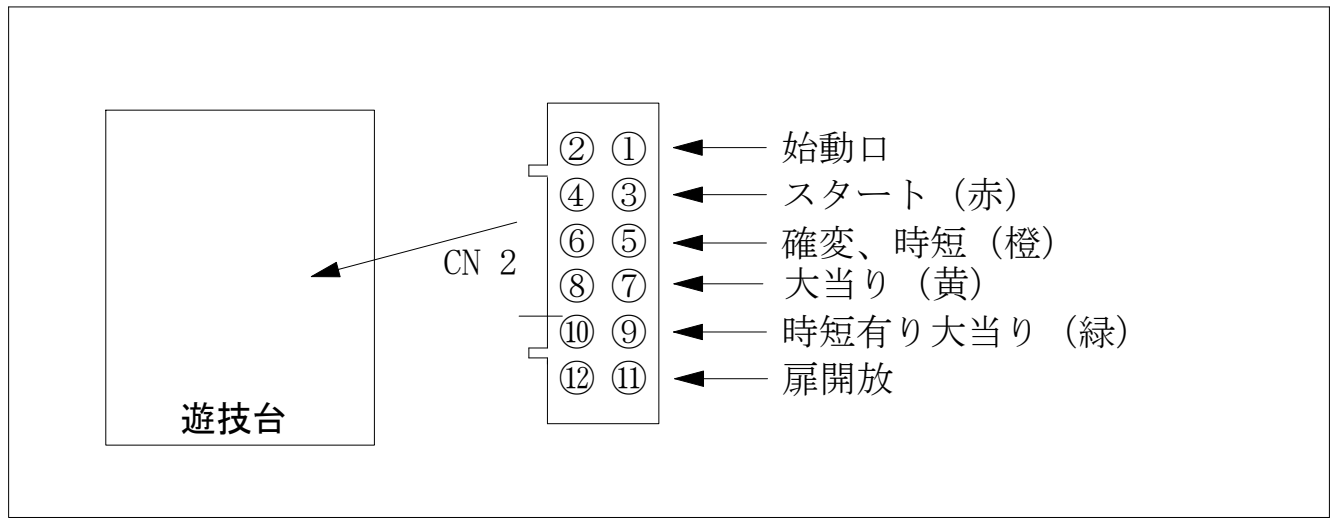 ② ① 始動口
④ ③ スタート (赤)
⑥ ⑤ 確変、時短 (橙)
CN 2
⑧ ⑦ 大当り (黄)
⑩ ⑨ 時短有り大当り (緑)
⑫ ⑪ 扉開放
遊技台